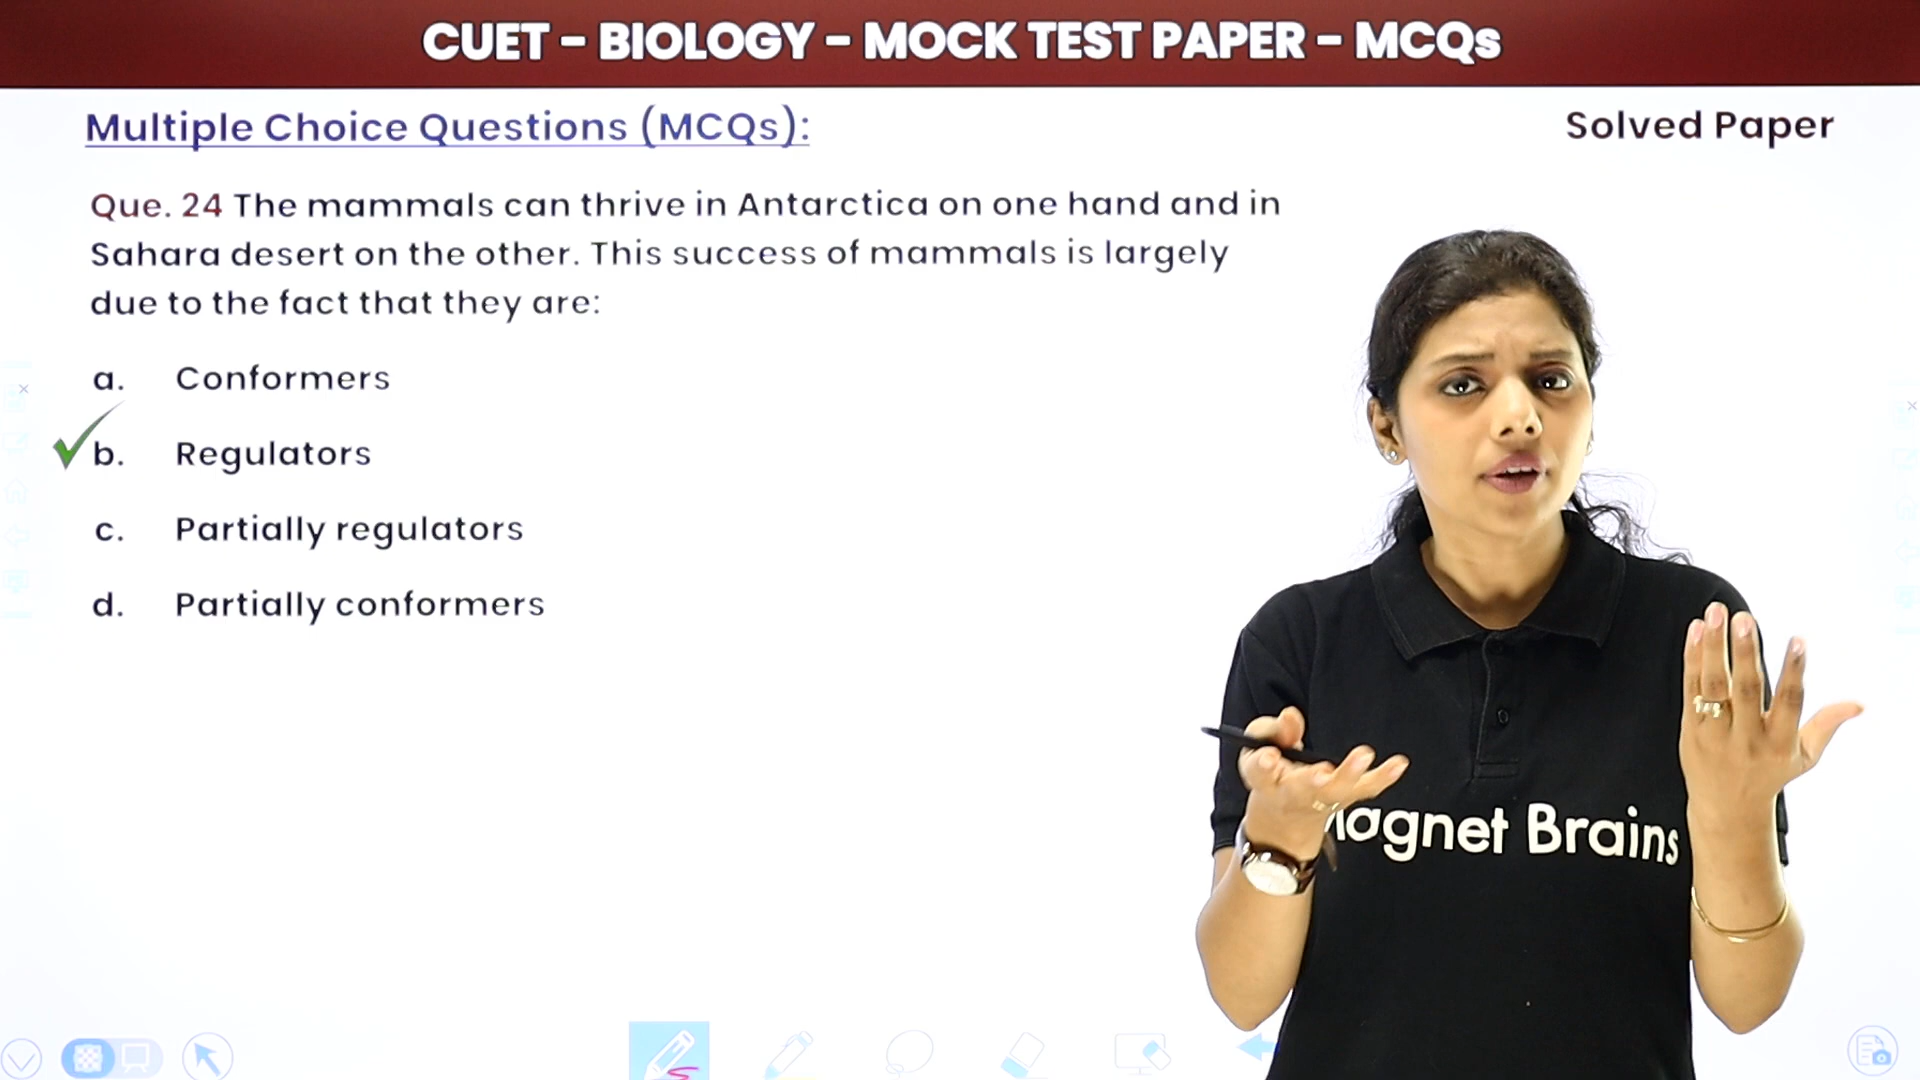 CUET - BIOLOGY - MOCK TEST PAPER - MCQs
Multiple Choice Questions (MCQs):
Solved Paper
Que. 24 The mammals can thrive in Antarctica on one hand and in
Sahara desert on the other. This success of mammals is largely
due to the fact that they are:
a. Conformers
b. Regulators
c. Partially regulators
d. Partially conformers
Brains